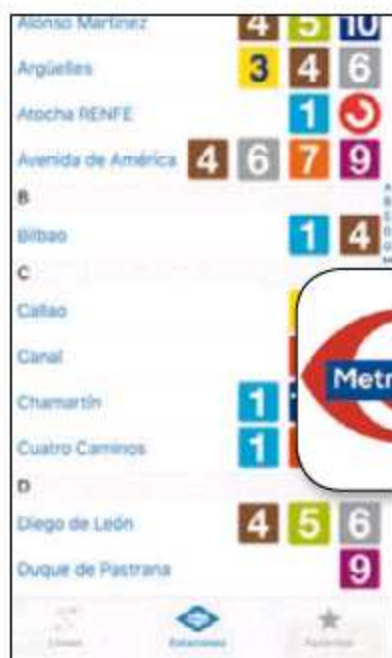 Alonso Martínez 4 5 10
Argüelles 3 4 6
Atocha RENFE 1
Avenida de América 4 6 7 9
B
Bilbao 1 4
C
Callao
Canal
Chamartín 1
Cuatro Caminos 1
D
Diego de León 4 5 6
Duque de Pastrana 9
Metr
Estaciones